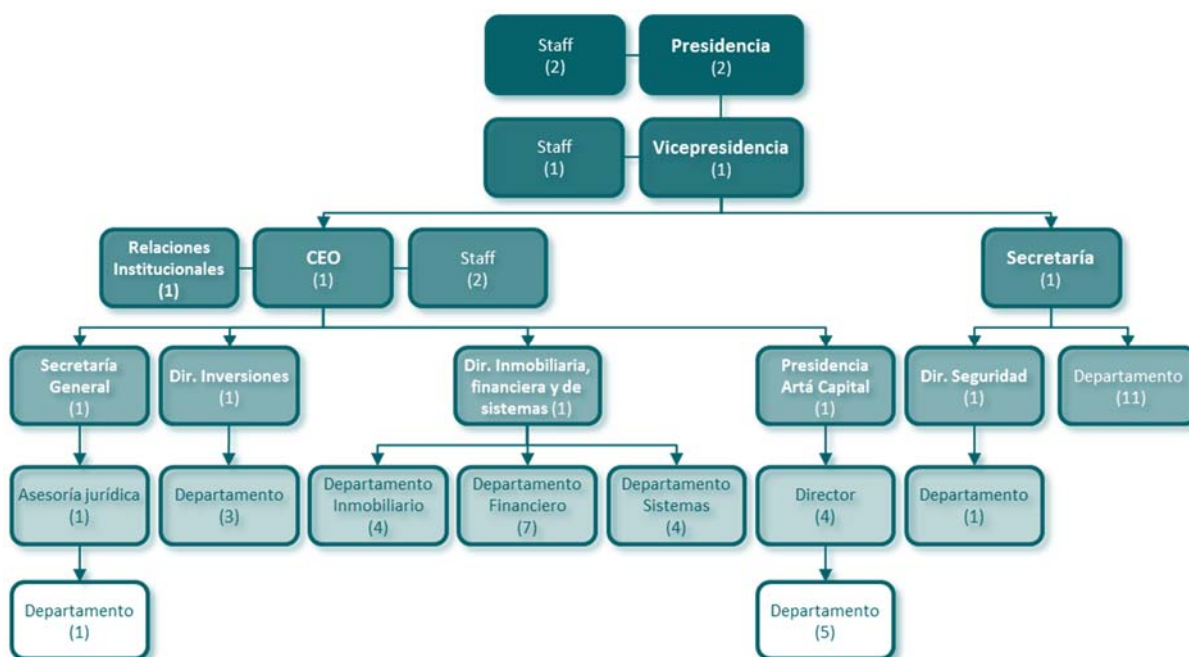 Staff
(2)
Presidencia
(2)
Staff
(1)
Vicepresidencia
(1)
Relaciones
Institucionales
(1)
CEO
(1)
Staff
(2)
Secretaría
(1)
Secretaría
General
(1)
Dir. Inversiones
(1)
Dir. Inmobiliaria,
financiera y de
sistemas (1)
Presidencia
Artá Capital
(1)
Dir. Seguridad
(1)
Departamento
(11)
Asesoría jurídica
(1)
Departamento
(3)
Departamento
Inmobiliario
(4)
Departamento
Financiero
(7)
Departamento
Sistemas
(4)
Director
(4)
Departamento
(1)
Departamento
(1)
Departamento
(5)